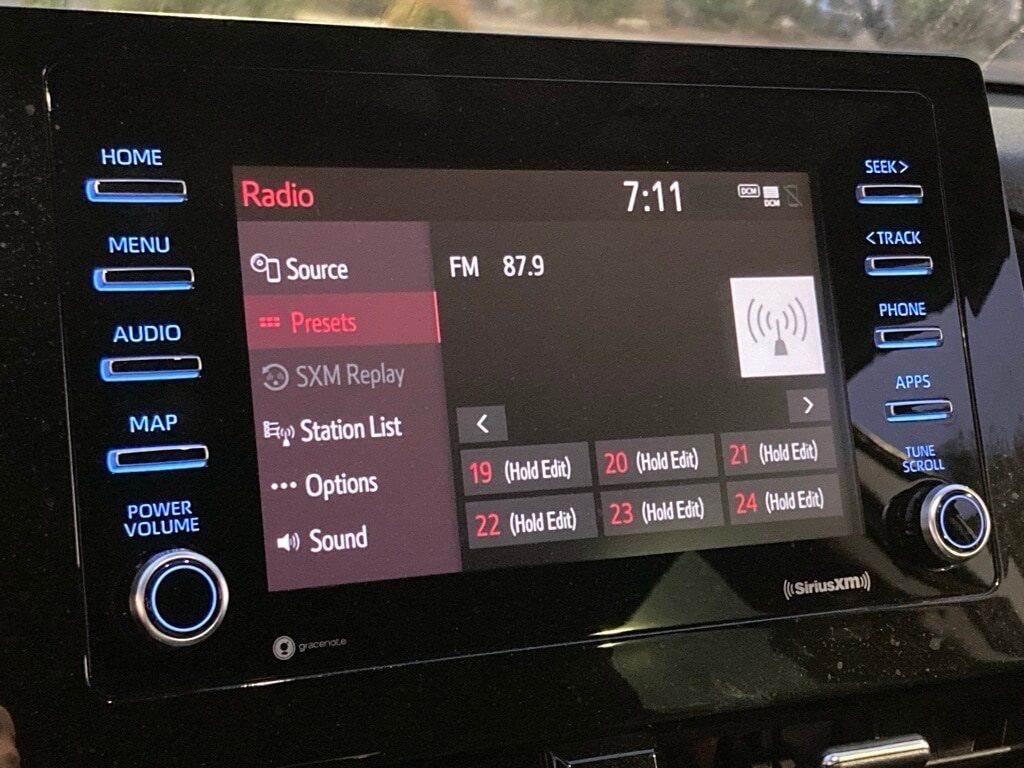 HOME
MENU
AUDIO
MAP
POWER
VOLUME
Radio
7:11
DCM
DCM
Source
Presets
SXM Replay
Station List
Options
Sound
FM 87.9
<
>
19 (Hold Edit) 20 (Hold Edit) 21 (Hold Edit)
22 (Hold Edit) 23 (Hold Edit) 24 (Hold Edit)
SEEK >
< TRACK
PHONE
APPS
TUNE
SCROLL
gracenote
((SiriusXM))